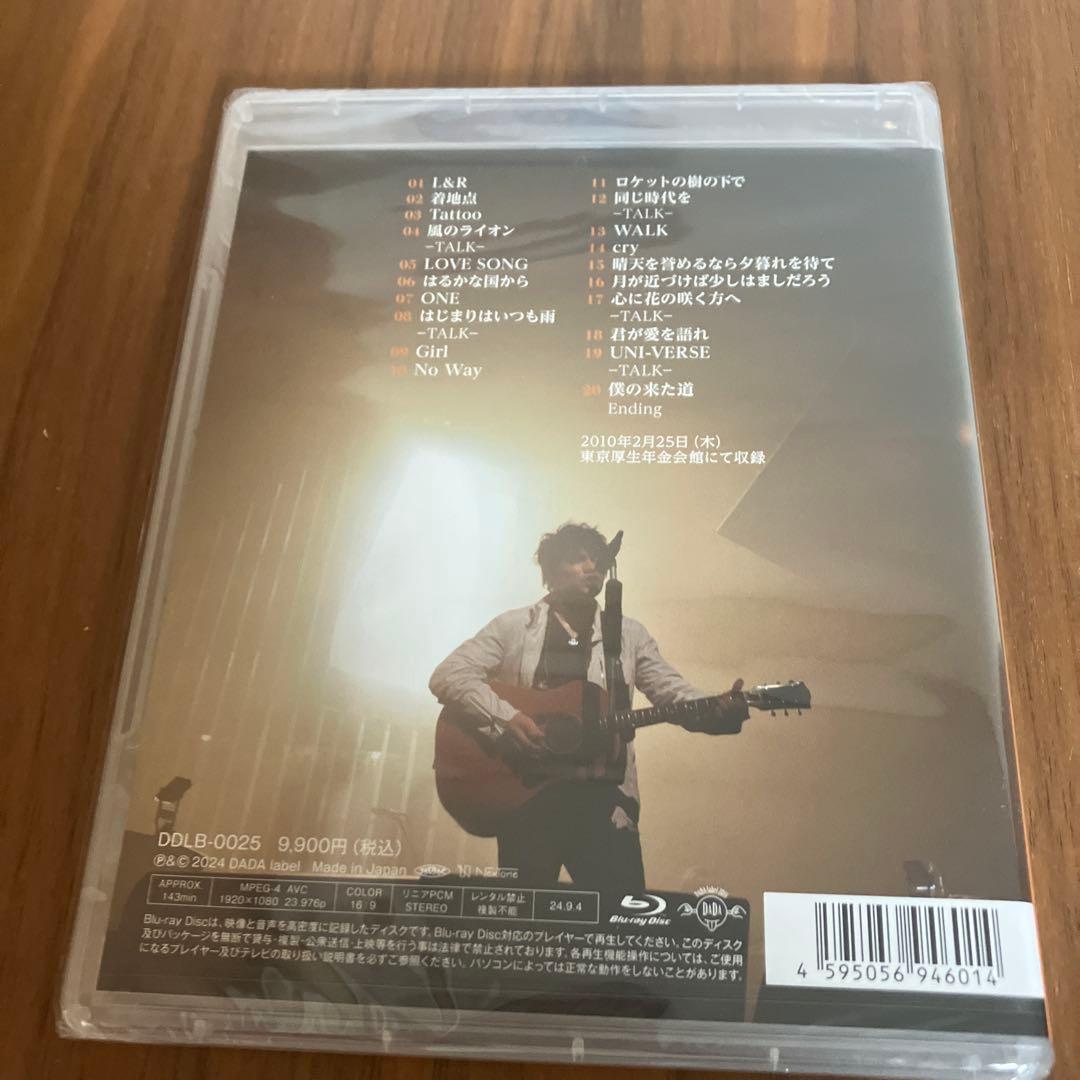 01 L&R
02 着地点
03 Tattoo
04 風のライオン
−TALK−
05 LOVE SONG
06 はるかな国から
07 ONE
08 はじまりはいつも雨
−TALK−
09 Girl
10 No Way
11 ロケットの樹の下で
12 同じ時代を
−TALK−
13 WALK
14 cry
15 晴天を誉めるなら夕暮れを待て
16 月が近づけば少しはましだろう
17 心に花の咲く方へ
−TALK−
18 君が愛を語れ
19 UNI-VERSE
−TALK−
20 僕の来た道
Ending
2010年2月25日(木)
東京厚生年金会館にて収録
DDLB-0025 9,900円(税込)
℗&© 2024 DADA label Made in Japan Nexione
APPROX. 143min
MPEG-4 AVC 1920×1080 23.976p
COLOR 16:9
リニアPCM STEREO
レンタル禁止 複製不能
24.9.4
Blu-ray Disc
DADA label
DADA
Blu-ray Discは、映像と音声を高密度に記録したディスクです。Blu-ray Disc対応のプレイヤーで再生してください。このディスク
及びパッケージを無断で貸与・複製・公衆送信・上映等を行う事は法律で禁止されております。各再生機能操作については、ご使用
になるプレイヤー及びテレビの取り扱い説明書を必ずご参照ください。パソコンによっては正常な動作をしないことがあります。
4 595056 946014